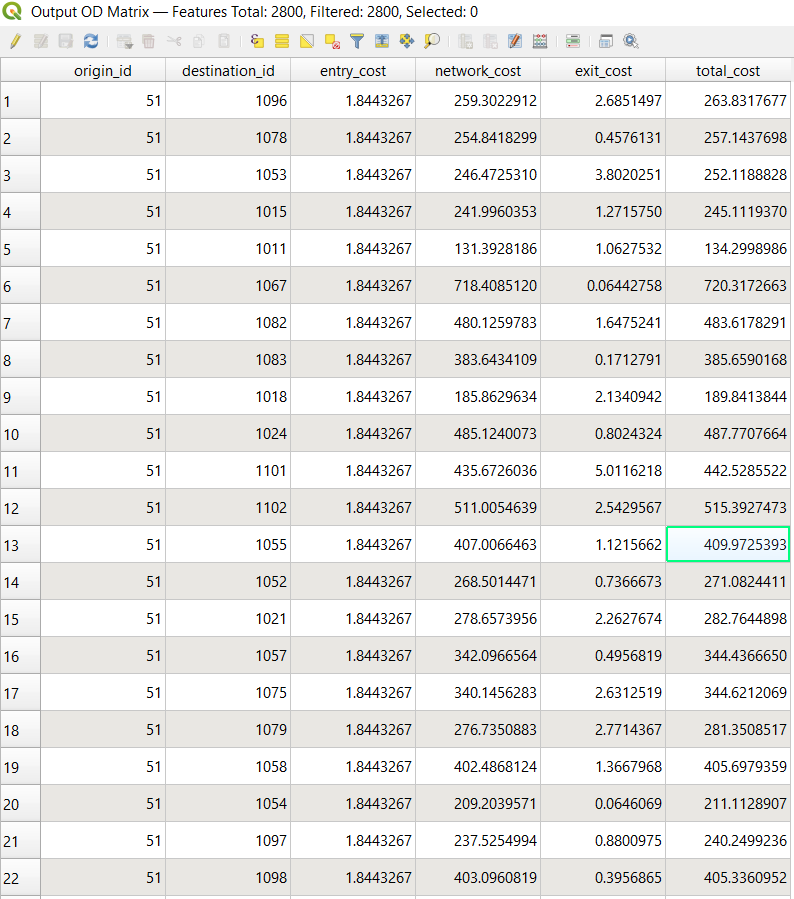 Output OD Matrix — Features Total: 2800, Filtered: 2800, Selected: 0
origin_id destination_id entry_cost network_cost exit_cost total_cost
1 51 1096 1.8443267 259.3022912 2.6851497 263.8317677
2 51 1078 1.8443267 254.8418299 0.4576131 257.1437698
3 51 1053 1.8443267 246.4725310 3.8020251 252.1188828
4 51 1015 1.8443267 241.9960353 1.2715750 245.1119370
5 51 1011 1.8443267 131.3928186 1.0627532 134.2998986
6 51 1067 1.8443267 718.4085120 0.06442758 720.3172663
7 51 1082 1.8443267 480.1259783 1.6475241 483.6178291
8 51 1083 1.8443267 383.6434109 0.1712791 385.6590168
9 51 1018 1.8443267 185.8629634 2.1340942 189.8413844
10 51 1024 1.8443267 485.1240073 0.8024324 487.7707664
11 51 1101 1.8443267 435.6726036 5.0116218 442.5285522
12 51 1102 1.8443267 511.0054639 2.5429567 515.3927473
13 51 1055 1.8443267 407.0066463 1.1215662 409.9725393
14 51 1052 1.8443267 268.5014471 0.7366673 271.0824411
15 51 1021 1.8443267 278.6573956 2.2627674 282.7644898
16 51 1057 1.8443267 342.0966564 0.4956819 344.4366650
17 51 1075 1.8443267 340.1456283 2.6312519 344.6212069
18 51 1079 1.8443267 276.7350883 2.7714367 281.3508517
19 51 1058 1.8443267 402.4868124 1.3667968 405.6979359
20 51 1054 1.8443267 209.2039571 0.0646069 211.1128907
21 51 1097 1.8443267 237.5254994 0.8800975 240.2499236
22 51 1098 1.8443267 403.0960819 0.3956865 405.3360952